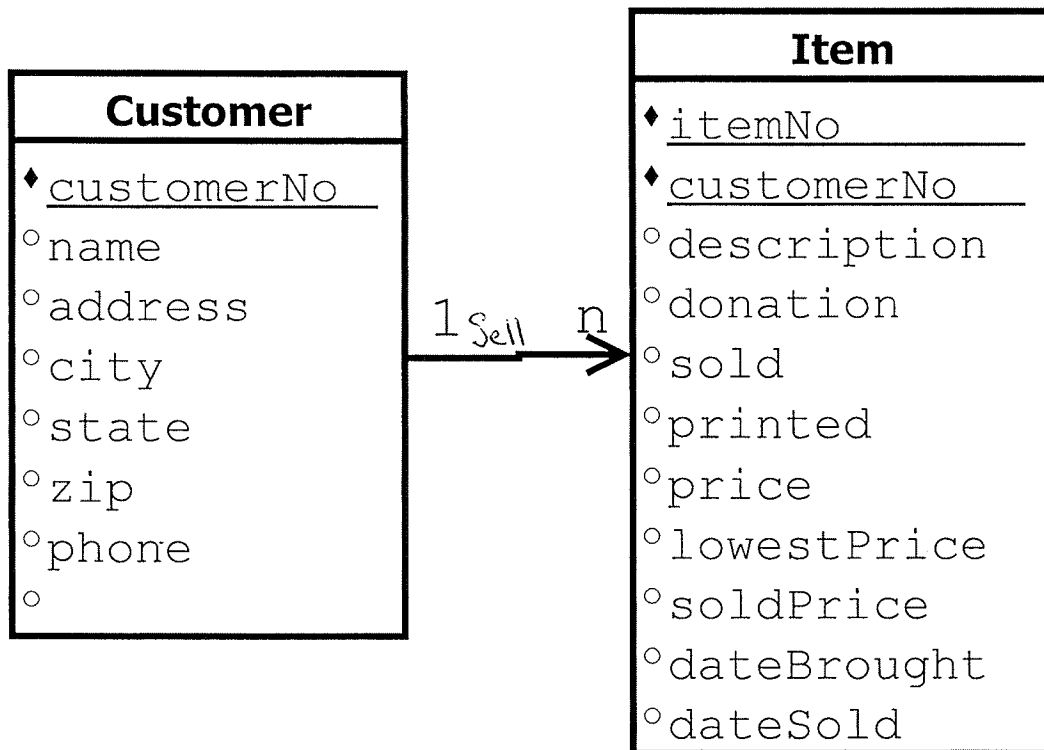 Customer
customerNo
name
address
city
state
zip
phone
1 Sell n
Item
itemNo
customerNo
description
donation
sold
printed
price
lowestPrice
soldPrice
dateBrought
dateSold